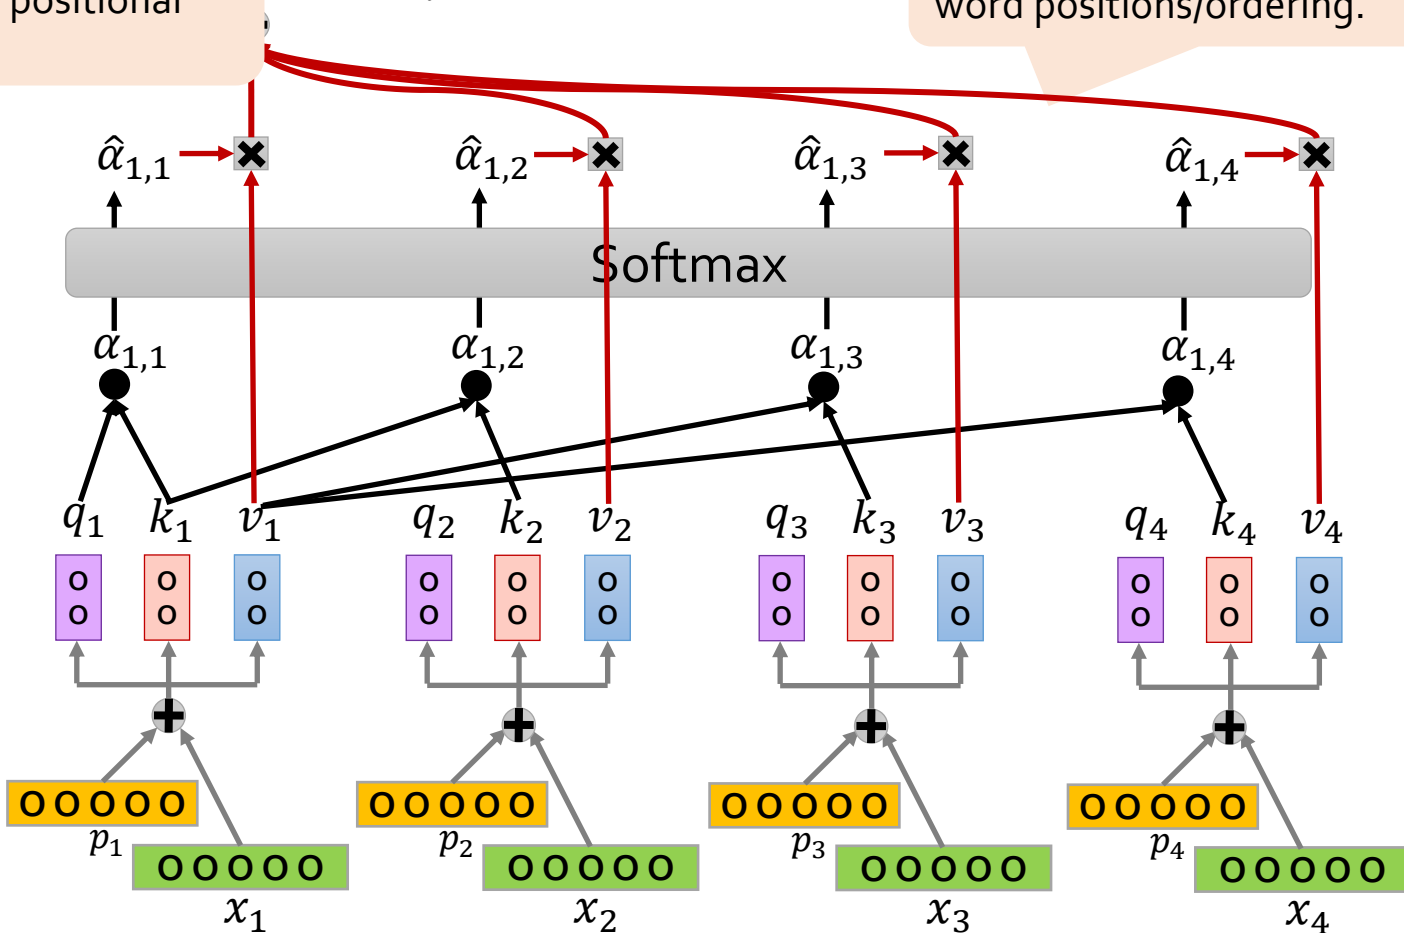 positional
word positions/ordering.
α̂₁,₁ α̂₁,₂ α̂₁,₃ α̂₁,₄
Softmax
α₁,₁ α₁,₂ α₁,₃ α₁,₄
q₁ k₁ v₁ q₂ k₂ v₂ q₃ k₃ v₃ q₄ k₄ v₄
o o o o o o o o o o o o
o o o o o o o o o o o o
O O O O O O O O O O O O O O O O O O O O
p₁ p₂ p₃ p₄
O O O O O O O O O O O O O O O O O O O O
x₁ x₂ x₃ x₄